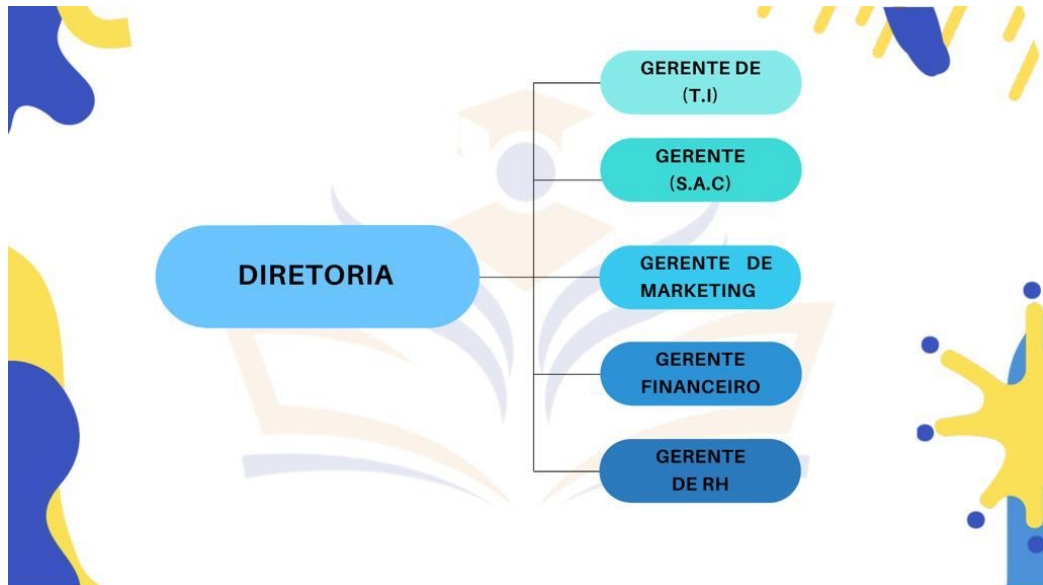 GERENTE DE
(T.I)
GERENTE
(S.A.C)
DIRETORIA
GERENTE DE
MARKETING
GERENTE
FINANCEIRO
GERENTE
DE RH